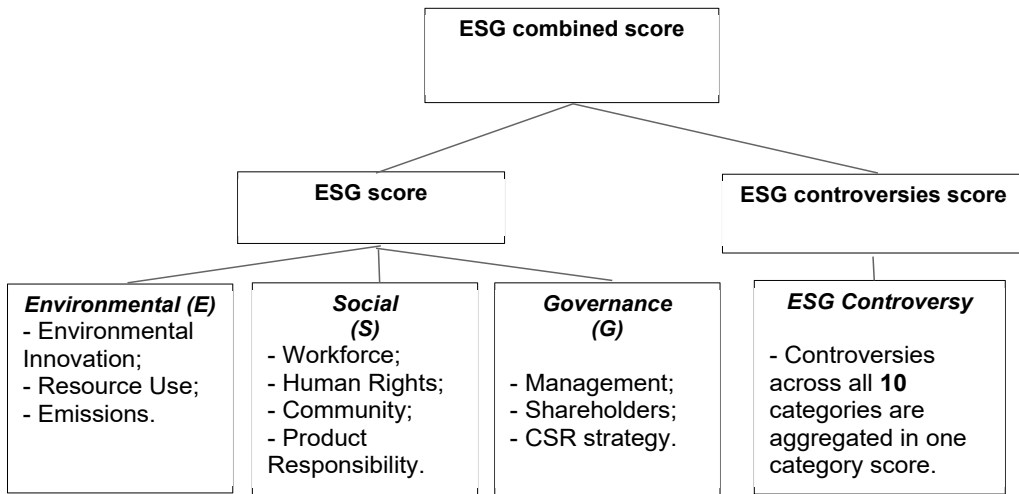 ESG combined score
ESG score
ESG controversies score
Environmental (E)
- Environmental
Innovation;
- Resource Use;
- Emissions.
Social
(S)
- Workforce;
- Human Rights;
- Community;
- Product
Responsibility.
Governance
(G)
- Management;
- Shareholders;
- CSR strategy.
ESG Controversy
- Controversies
across all 10
categories are
aggregated in one
category score.